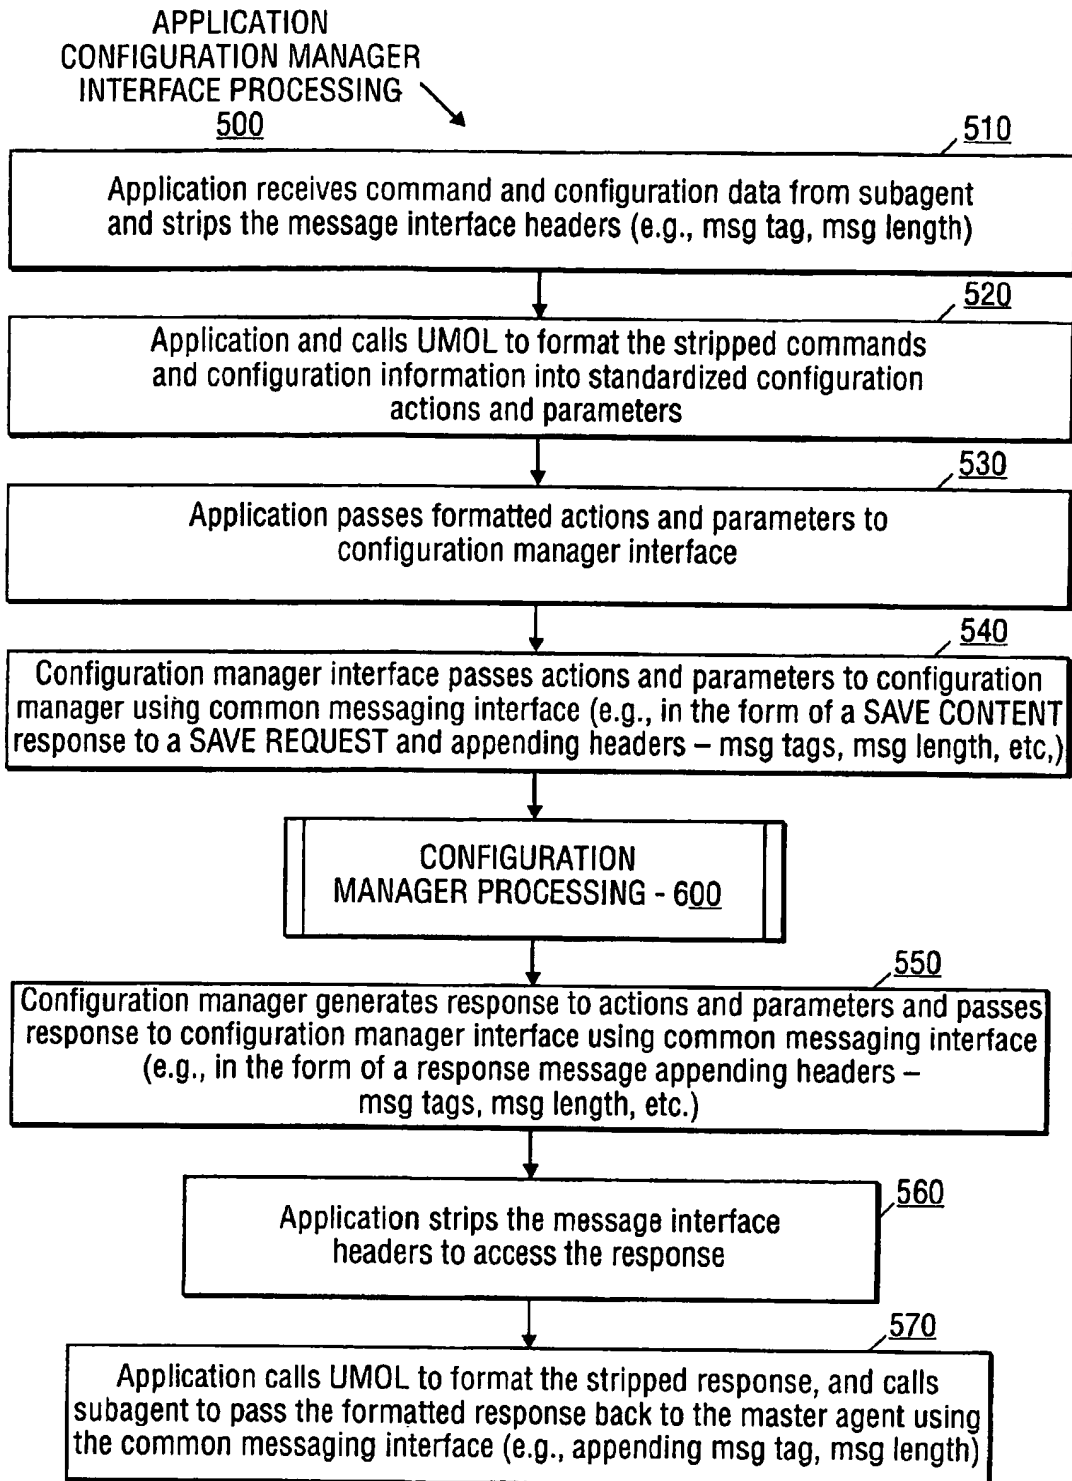 APPLICATION
CONFIGURATION MANAGER
INTERFACE PROCESSING
500
510
Application receives command and configuration data from subagent
and strips the message interface headers (e.g., msg tag, msg length)
520
Application and calls UMOL to format the stripped commands
and configuration information into standardized configuration
actions and parameters
530
Application passes formatted actions and parameters to
configuration manager interface
540
Configuration manager interface passes actions and parameters to configuration
manager using common messaging interface (e.g., in the form of a SAVE CONTENT
response to a SAVE REQUEST and appending headers – msg tags, msg length, etc,)
CONFIGURATION
MANAGER PROCESSING - 600
550
Configuration manager generates response to actions and parameters and passes
response to configuration manager interface using common messaging interface
(e.g., in the form of a response message appending headers –
msg tags, msg length, etc.)
560
Application strips the message interface
headers to access the response
570
Application calls UMOL to format the stripped response, and calls
subagent to pass the formatted response back to the master agent using
the common messaging interface (e.g., appending msg tag, msg length)